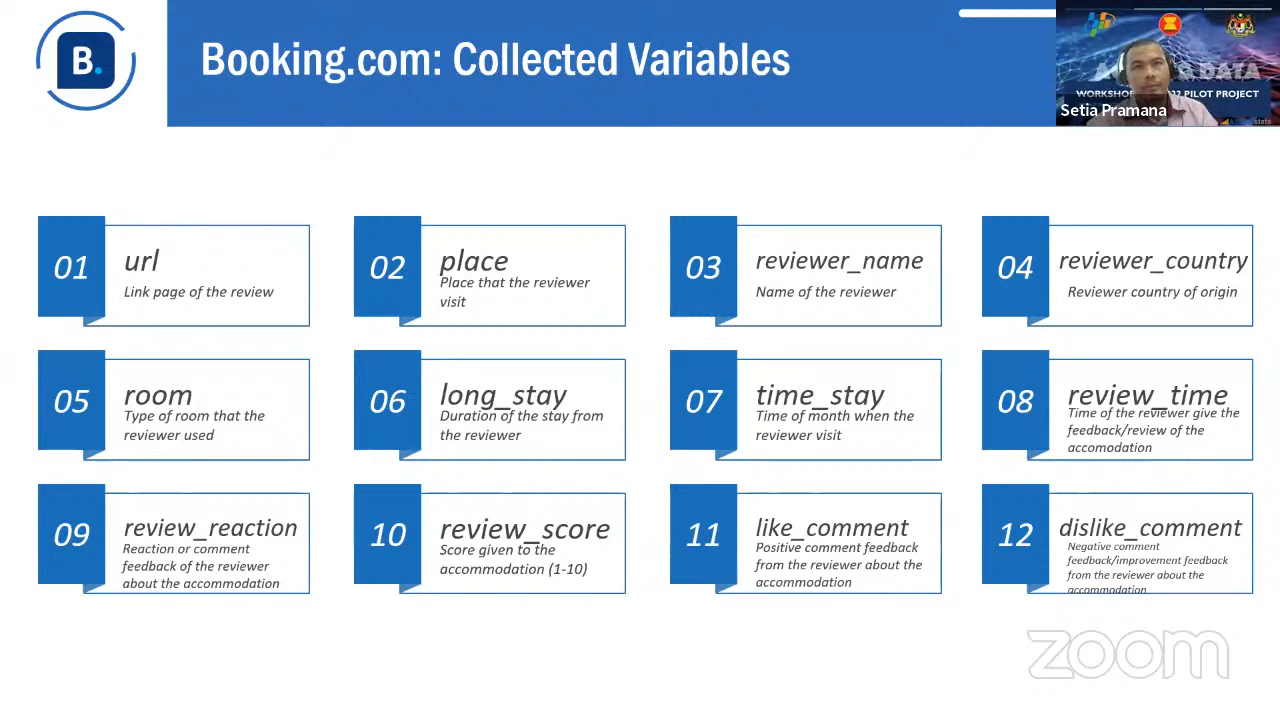 B.
Booking.com: Collected Variables
DATA
PILOT PROJECT
Setia Pramana
01
url
Link page of the review
02
place
Place that the reviewer
visit
03
reviewer_name
Name of the reviewer
04
reviewer_country
Reviewer country of origin
05
room
Type of room that the
reviewer used
06
long_stay
Duration of the stay from
the reviewer
07
time_stay
Time of month when the
reviewer visit
08
review_time
Time of the reviewer give the
feedback/review of the
accomodation
09
review_reaction
Reaction or comment
feedback of the reviewer
about the accommodation
10
review_score
Score given to the
accommodation (1-10)
11
like_comment
Positive comment feedback
from the reviewer about the
accommodation
12
dislike_comment
Negative comment
feedback/improvement feedback
from the reviewer about the
accommodation
zoom